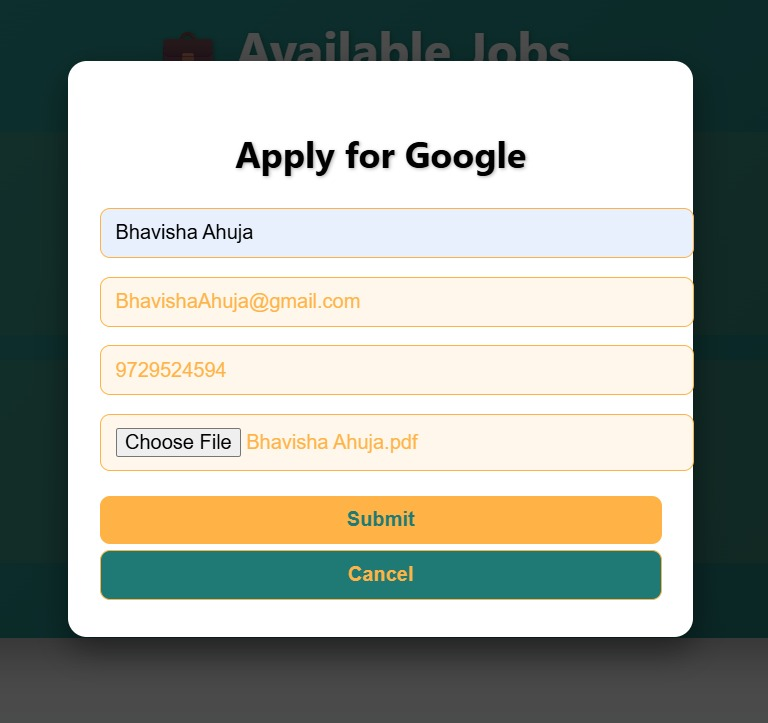 Available Jobs
Apply for Google
Bhavisha Ahuja
BhavishaAhuja@gmail.com
9729524594
Choose File Bhavisha Ahuja.pdf
Submit
Cancel